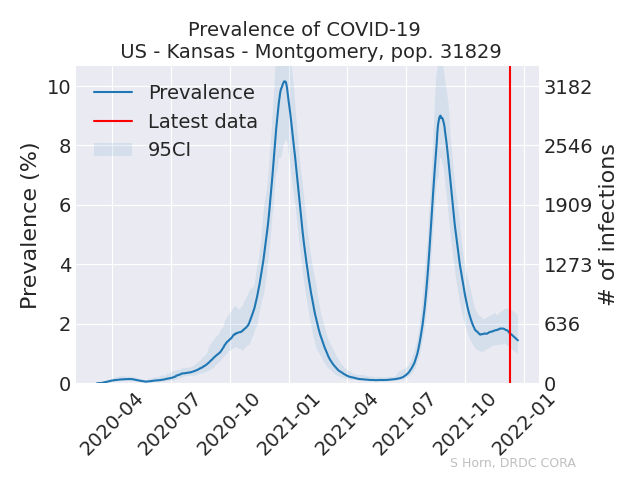 Prevalence of COVID-19
US - Kansas - Montgomery, pop. 31829
Prevalence (%)
10
8
6
4
2
0
Prevalence
Latest data
95CI
3182
2546
1909
1273
636
0
# of infections
2020-04
2020-07
2020-10
2021-01
2021-04
2021-07
2021-10
2022-01
S Horn, DRDC CORA